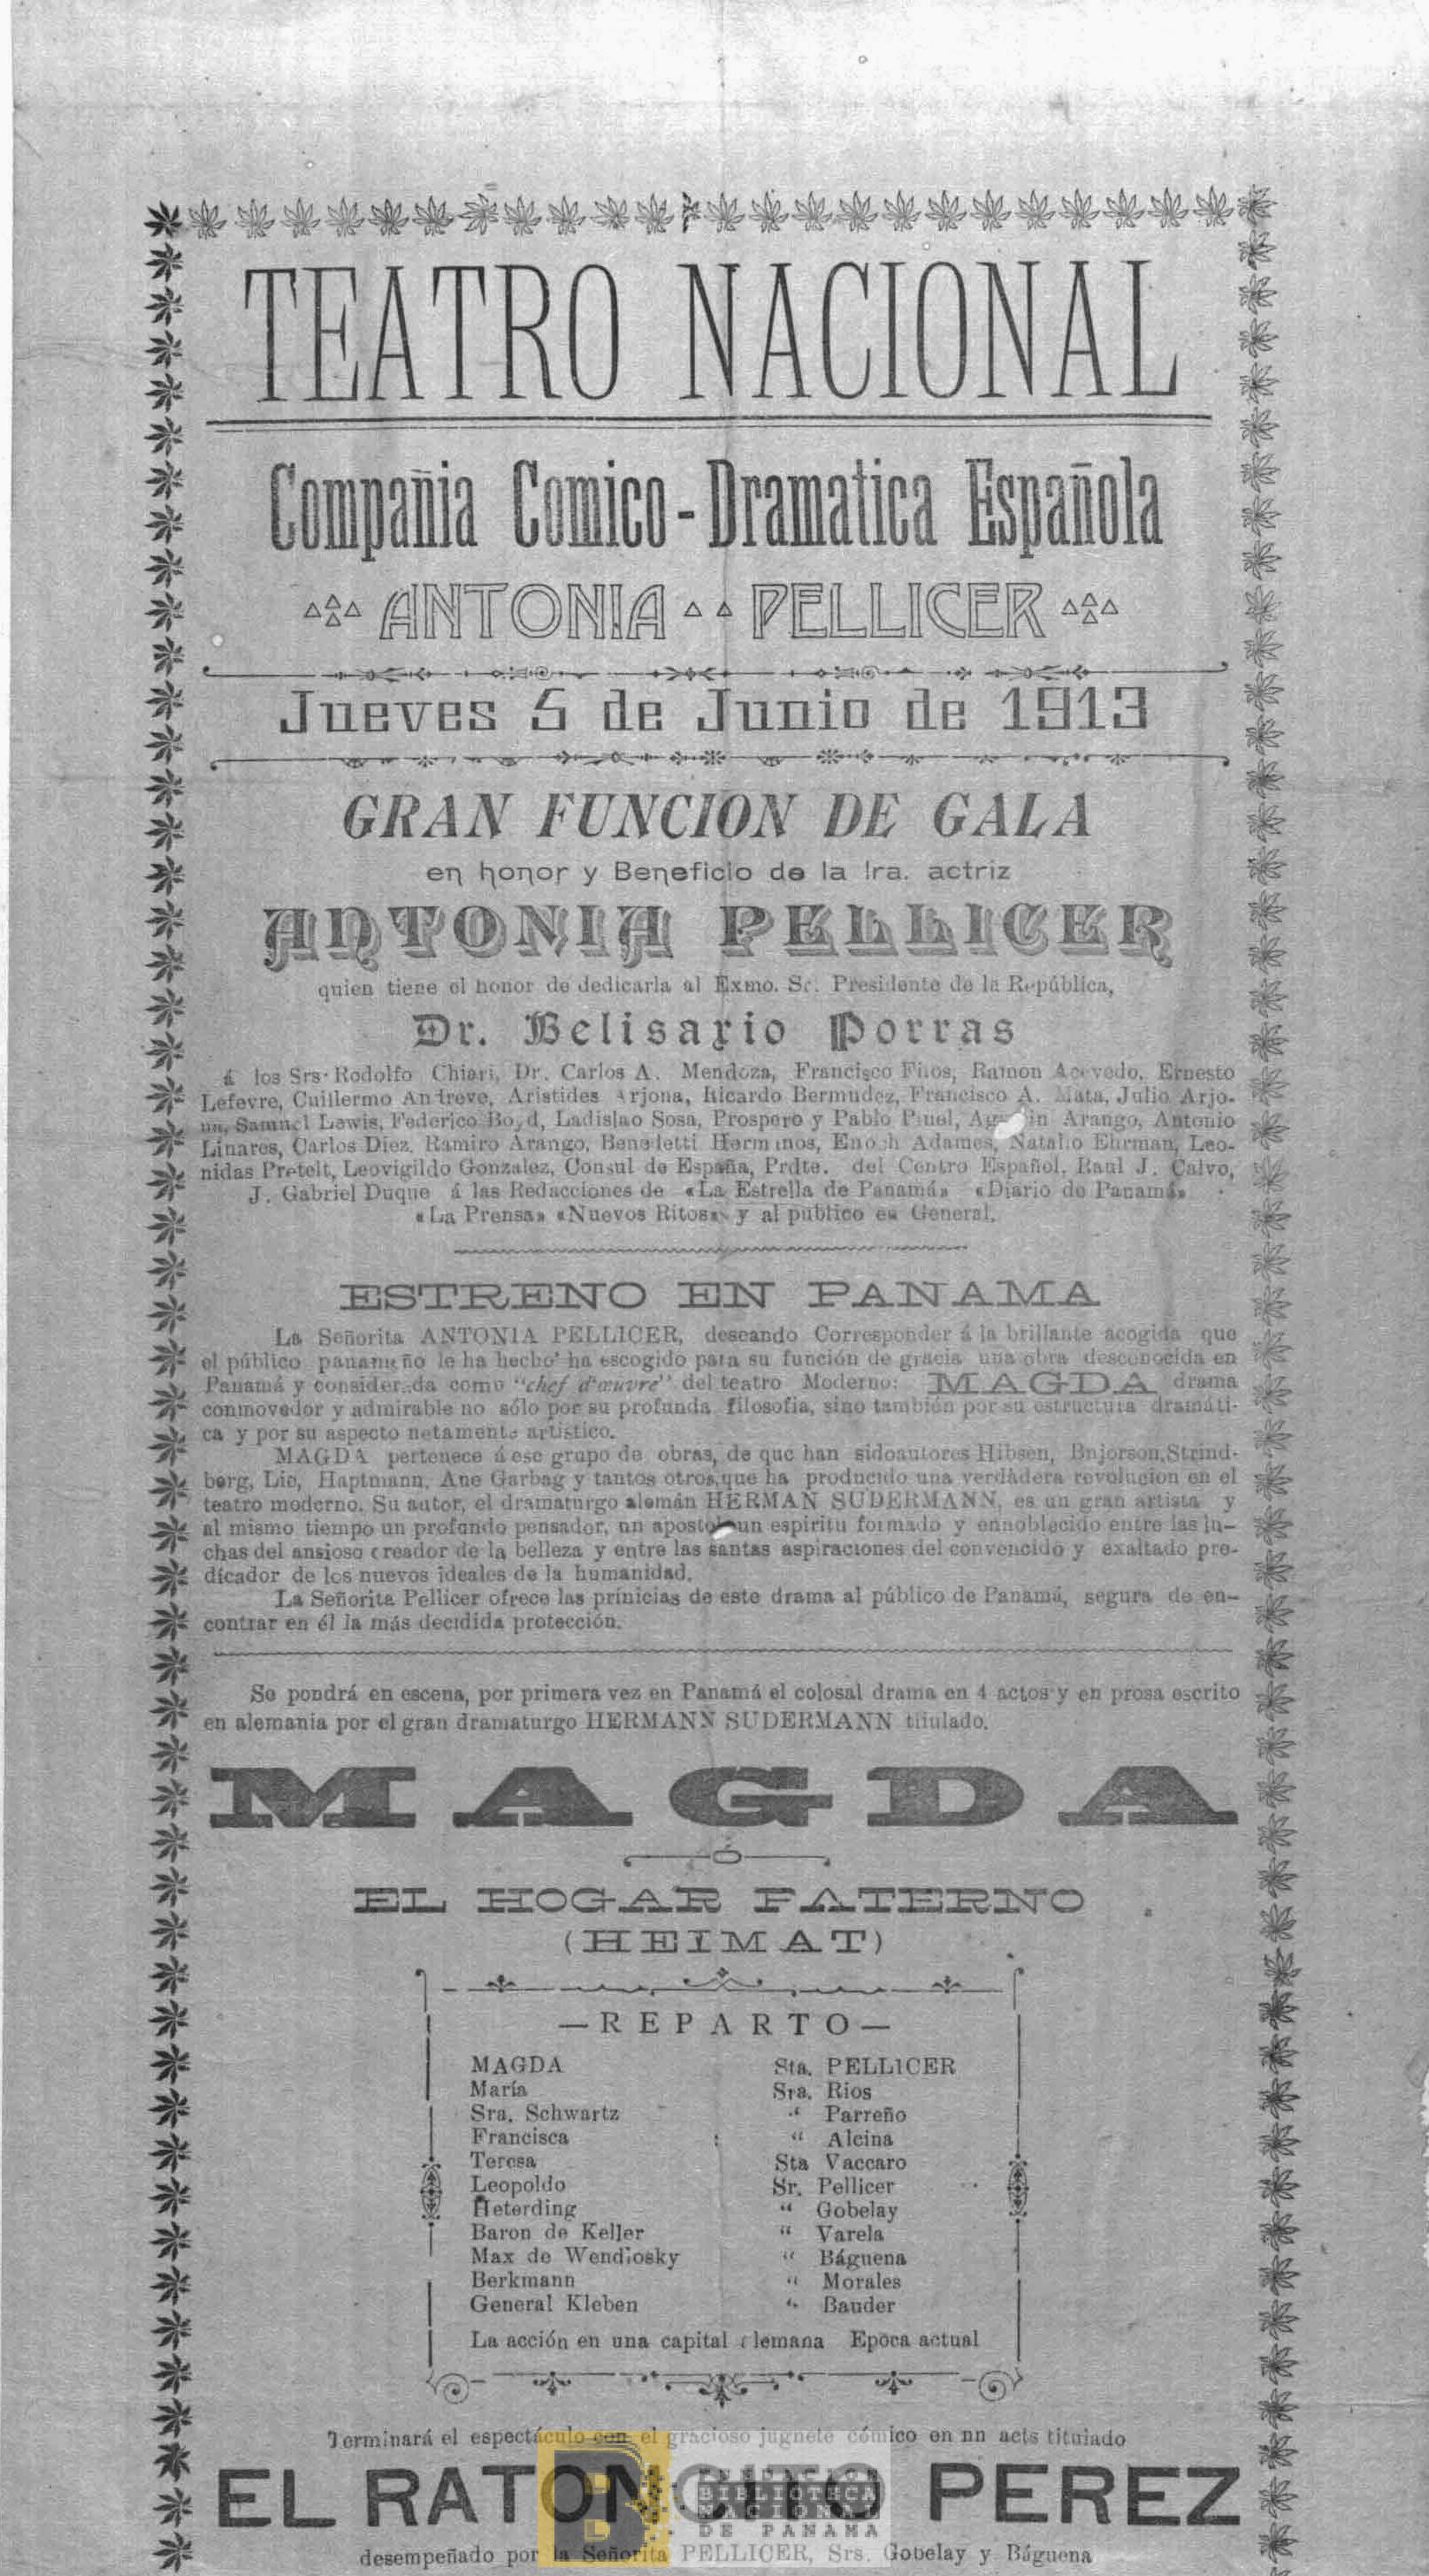 TEATRO NACIONAL
Compañia Comico-Dramatica Española
ANTONIA PELLICER
Jueves 5 de Junio de 1913
GRAN FUNCION DE GALA
en honor y Beneficio de la Ira. actriz
ANTONIA PELLICER
quien tiene el honor de dedicarla al Exmo. Sr. Presidente de la República,
Dr. Belisario Porras
á los Srs. Rodolfo Chiari, Dr. Carlos A. Mendoza, Francisco Filos, Ramon Acevedo, Ernesto
Lefevre, Cuillermo Andreve, Aristides Arjona, Ricardo Bermudez, Francisco A. Mata, Julio Arjo-
na, Samuel Lewis, Federico Boyd, Ladislao Sosa, Prospero y Pablo Pinel, Arango, Antonio
Linares, Carlos Diez, Ramiro Arango, Benedetti Hermanos, Enoch Adames, Natalio Ehrman, Leo-
nidas Pretelt, Leovigildo Gonzalez, Consul de España, Prdte. del Centro Español, Raul J. Calvo,
J. Gabriel Duque á las Redacciones de «La Estrella de Panamá» «Diario de Panamá»
«La Prensa» «Nuevos Ritos» y al público en General.
ESTRENO EN PANAMA
La Señorita ANTONIA PELLICER, deseando Corresponder á la brillante acogida que
el público panameño le ha hecho' ha escogido para su función de gracia una obra desconocida en
Panamá y considerada como "chef d'œuvre" del teatro Moderno: MAGDA drama
conmovedor y admirable no sólo por su profunda filosofia, sino también por su estructura dramáti-
ca y por su aspecto netamente artístico.
MAGDA pertenece á ese grupo de obras, de que han sidoautores Hibsen, Bnjorson, Strind-
berg, Lie, Haptmann, Ane Garbag y tantos otros, que ha producido una verdadera revolucion en el
teatro moderno. Su autor, el dramaturgo alemán HERMAN SUDERMANN, es un gran artista y
al mismo tiempo un profundo pensador, un apostol un espiritu formado y ennoblecido entre las lu-
chas del ansioso creador de la belleza y entre las santas aspiraciones del convencido y exaltado pre-
dicador de los nuevos ideales de la humanidad.
La Señorita Pellicer ofrece las prinicias de este drama al público de Panamá, segura de en-
contrar en él la más decidida protección.
Se pondrá en escena, por primera vez en Panamá el colosal drama en 4 actos y en prosa escrito
en alemania por el gran dramaturgo HERMANN SUDERMANN titulado.
MAGDA
Ó
EL HOGAR PATERNO
(HEIMAT)
—REPARTO—
MAGDA Sta. PELLICER
María Sra. Rios
Sra. Schwartz " Parreño
Francisca " Alcina
Teresa Sta Vaccaro
Leopoldo Sr. Pellicer
Heterding " Gobelay
Baron de Keller " Varela
Max de Wendlosky " Báguena
Berkmann " Morales
General Kleben " Bauder
La acción en una capital alemana Epoca actual
Terminará el espectáculo con el gracioso jugnete cómico en nn acts titulado
EL RATONCITO PEREZ
desempeñado por la Señorita PELLICER, Srs. Gobelay y Báguena
FUNDACION
BIBLIOTECA
NACIONAL
DE PANAMA